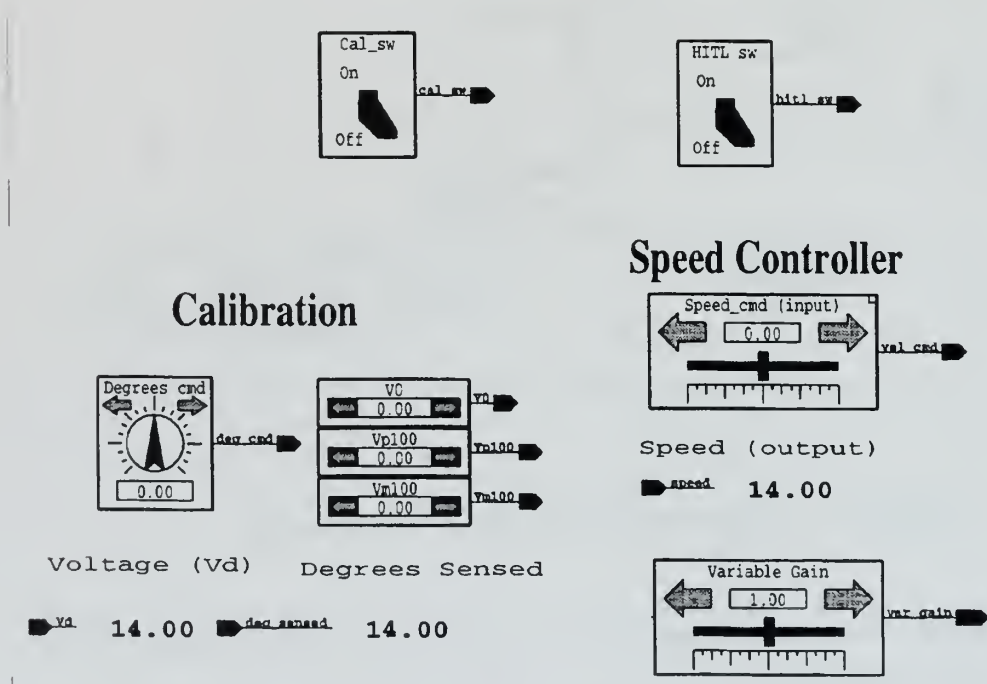 Cal_sw
On
Off
cal_sw
HITL sw
On
Off
hitl_sw
Speed Controller
Speed_cmd (input)
0.00
vel_cmd
Speed (output)
speed 14.00
Variable Gain
1.00
var_gain
Calibration
Degrees cmd
0.00
deg_cmd
V0
0.00
V0
Vp100
0.00
Vp100
Vm100
0.00
Vm100
Voltage (Vd)
Vd 14.00
Degrees Sensed
deg_sensed 14.00